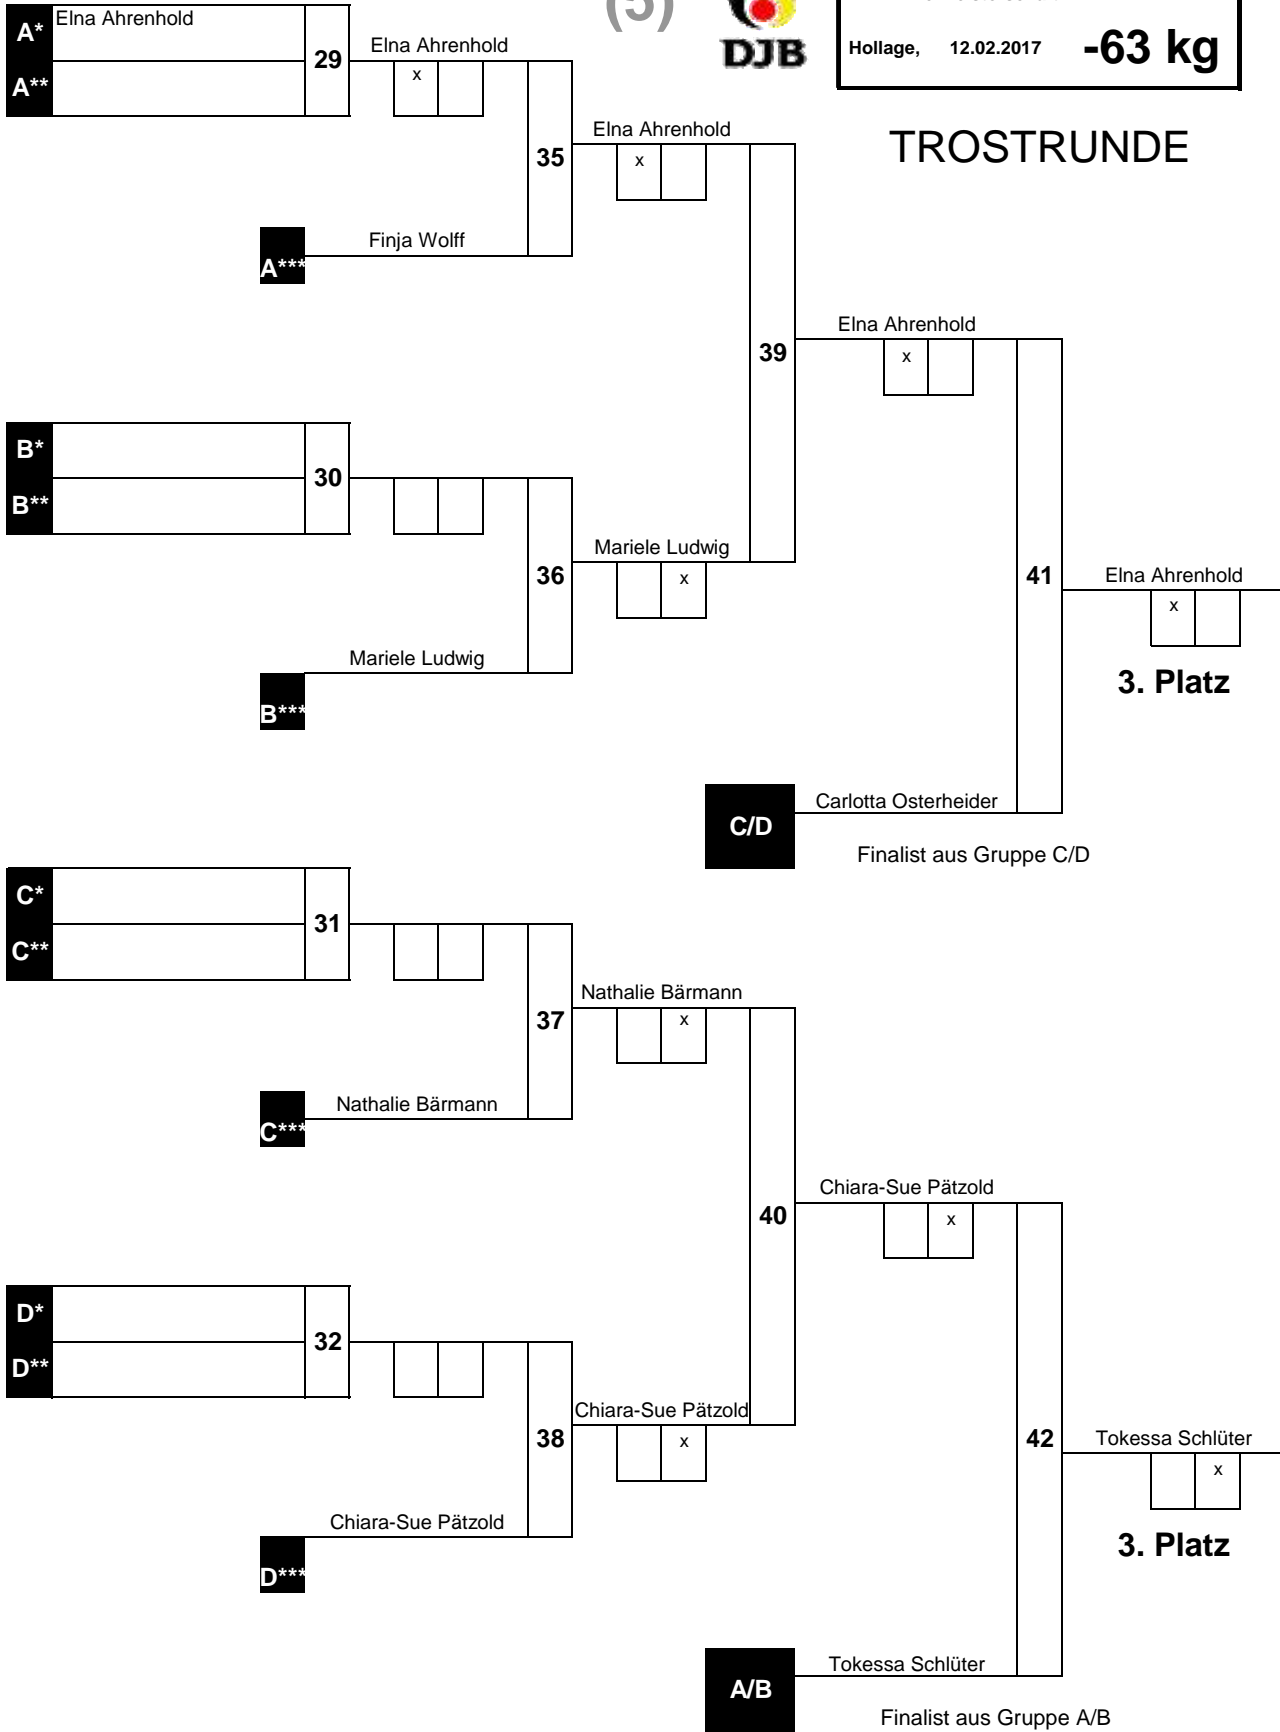 (5)
DJB
Hollage, 12.02.2017 -63 kg
TROSTRUNDE
A* Elna Ahrenhold
A**
29
Elna Ahrenhold
x
35
Elna Ahrenhold
x
A*** Finja Wolff
39
Elna Ahrenhold
x
B*
B**
30
36
Mariele Ludwig
x
B*** Mariele Ludwig
41
Elna Ahrenhold
x
3. Platz
C/D Carlotta Osterheider
Finalist aus Gruppe C/D
C*
C**
31
37
Nathalie Bärmann
x
C*** Nathalie Bärmann
40
Chiara-Sue Pätzold
x
D*
D**
32
38
Chiara-Sue Pätzold
x
D*** Chiara-Sue Pätzold
42
Tokessa Schlüter
x
3. Platz
A/B Tokessa Schlüter
Finalist aus Gruppe A/B